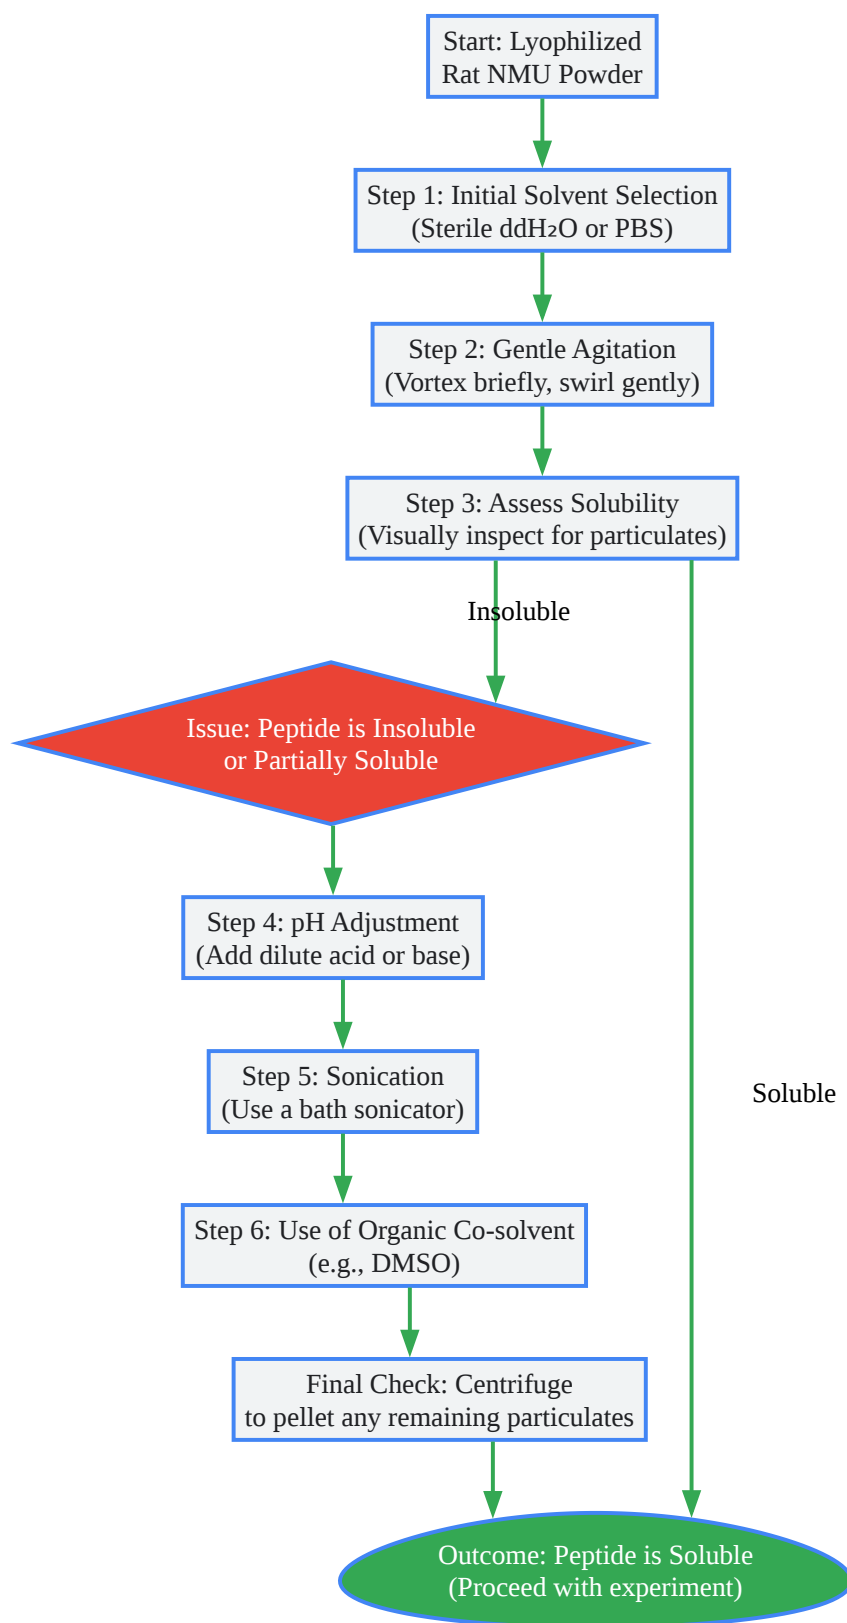 Start: Lyophilized
Rat NMU Powder
Step 1: Initial Solvent Selection
(Sterile ddH₂O or PBS)
Step 2: Gentle Agitation
(Vortex briefly, swirl gently)
Step 3: Assess Solubility
(Visually inspect for particulates)
Insoluble
Issue: Peptide is Insoluble
or Partially Soluble
Step 4: pH Adjustment
(Add dilute acid or base)
Step 5: Sonication
(Use a bath sonicator)
Soluble
Step 6: Use of Organic Co-solvent
(e.g., DMSO)
Final Check: Centrifuge
to pellet any remaining particulates
Outcome: Peptide is Soluble
(Proceed with experiment)